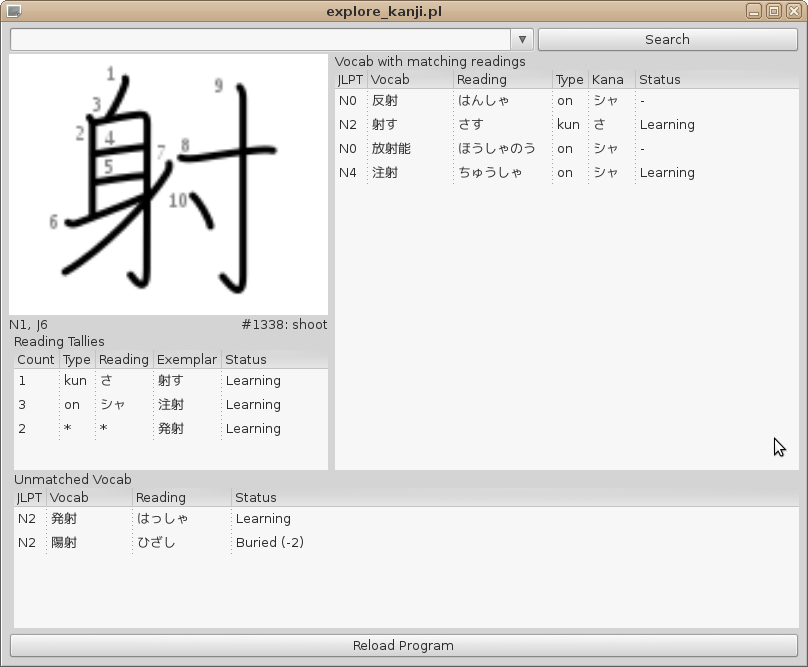 explore_kanji.pl
Search
1
9
3
2
4
8
7
5
10
6
N1, J6 #1338: shoot
Reading Tallies
Count Type Reading Exemplar Status
1 kun さ 射す Learning
3 on シャ 注射 Learning
2 * * 発射 Learning
Vocab with matching readings
JLPT Vocab Reading Type Kana Status
N0 反射 はんしゃ on シャ -
N2 射す さす kun さ Learning
N0 放射能 ほうしゃのう on シャ -
N4 注射 ちゅうしゃ on シャ Learning
Unmatched Vocab
JLPT Vocab Reading Status
N2 発射 はっしゃ Learning
N2 陽射 ひざし Buried (-2)
Reload Program